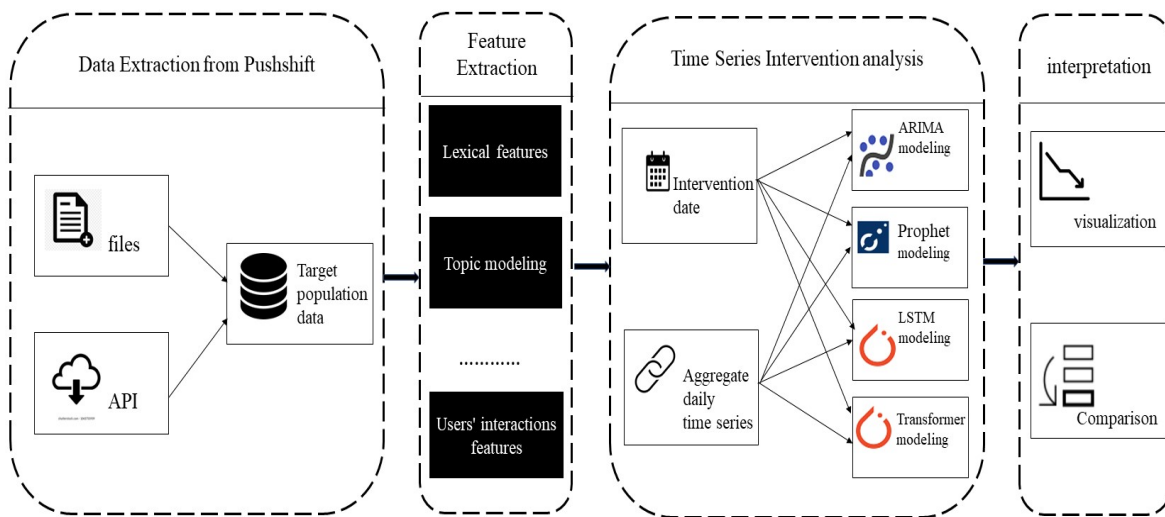 Data Extraction from Pushshift
files
API
Target
population
data
Feature
Extraction
Lexical features
Topic modeling
............
Users' interactions
features
Time Series Intervention analysis
Intervention
date
Aggregate
daily
time series
ARIMA
modeling
Prophet
modeling
LSTM
modeling
Transformer
modeling
interpretation
visualization
Comparison